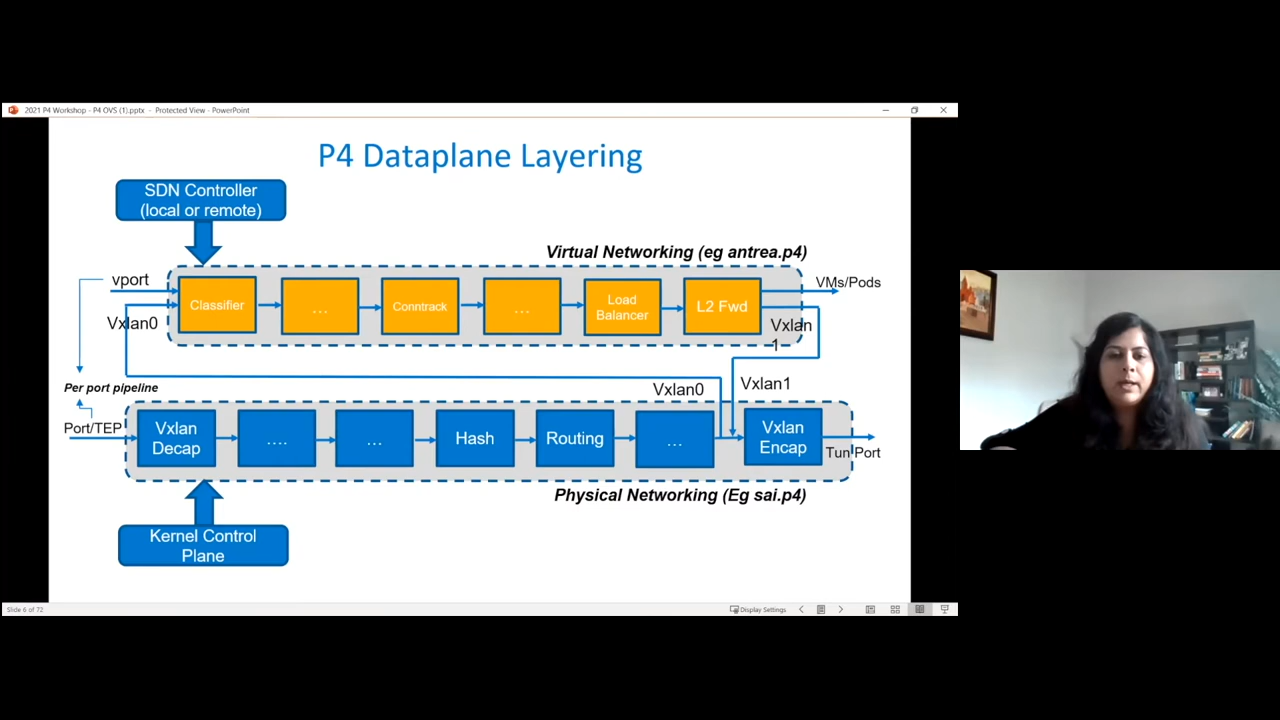 2021 P4 Workshop - P4 OVS (1).pptx - Protected View - PowerPoint
P4 Dataplane Layering
SDN Controller
(local or remote)
Virtual Networking (eg antrea.p4)
vport
Vxlan0
Classifier
...
Conntrack
...
Load
Balancer
L2 Fwd
VMs/Pods
Vxlan
1
Per port pipeline
Vxlan0
Vxlan1
Port/TEP
Vxlan
Decap
....
...
Hash
Routing
...
Vxlan
Encap
Tun Port
Physical Networking (Eg sai.p4)
Kernel Control
Plane
Slide 6 of 72
Display Settings